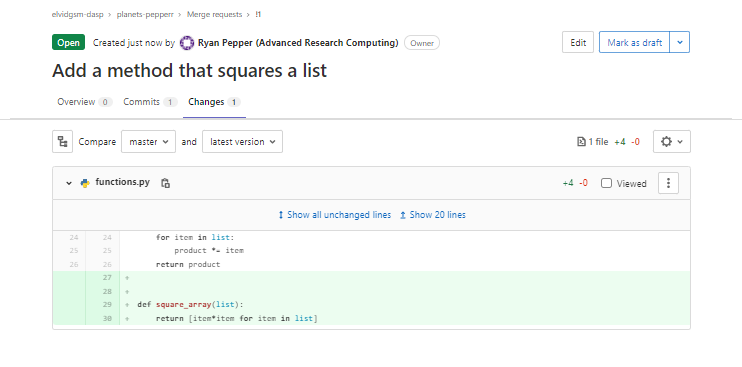 elvidgsm-dasp › planets-pepperr › Merge requests › !1
Open Created just now by Ryan Pepper (Advanced Research Computing) Owner
Edit Mark as draft
Add a method that squares a list
Overview 0 Commits 1 Changes 1
Compare master and latest version
1 file +4 -0
functions.py
+4 -0 Viewed
Show all unchanged lines Show 20 lines
24 24 for item in list:
25 25 product *= item
26 26 return product
27 +
28 +
29 + def square_array(list):
30 + return [item*item for item in list]